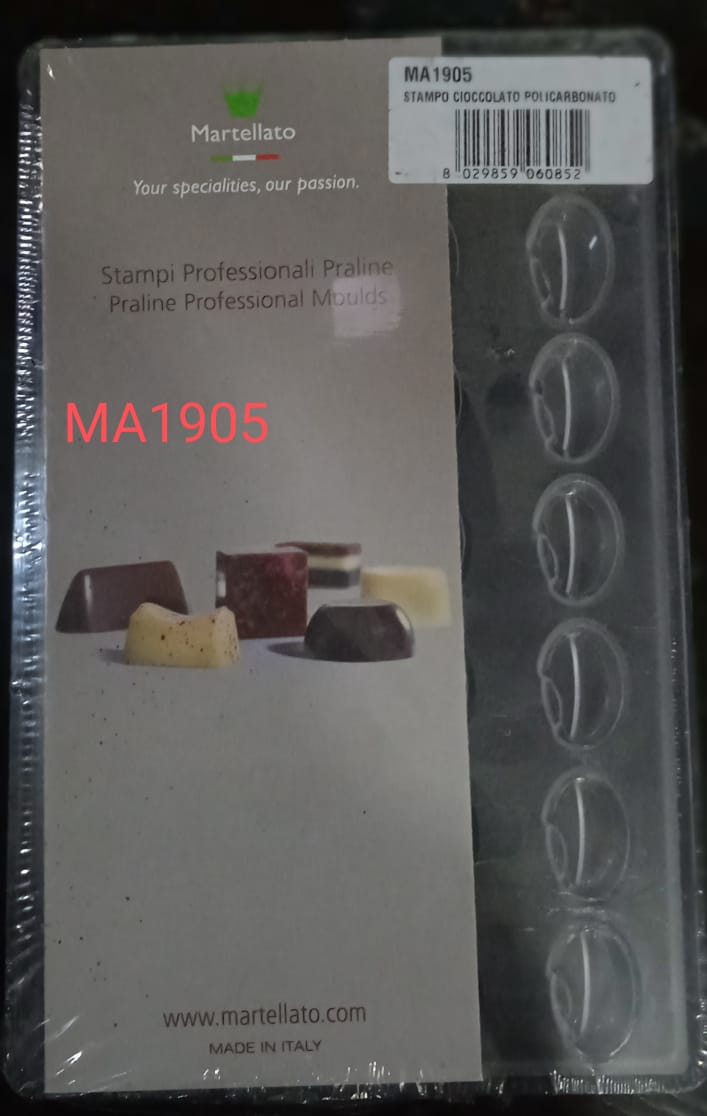 MA1905
STAMPO CIOCCOLATO POLICARBONATO
8 029859 060852
Martellato
Your specialities, our passion.
Stampi Professionali Praline
Praline Professional Moulds
MA1905
www.martellato.com
MADE IN ITALY